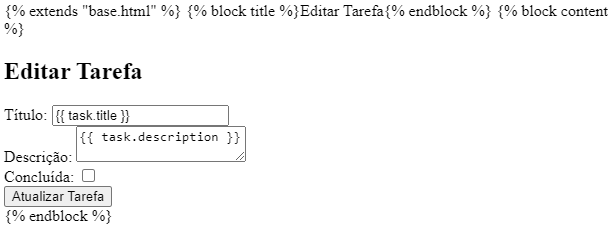 {% extends "base.html" %} {% block title %}Editar Tarefa{% endblock %} {% block content
%}
Editar Tarefa
Título: {{ task.title }}
{{ task.description }}
Descrição:
Concluída:
Atualizar Tarefa
{% endblock %}